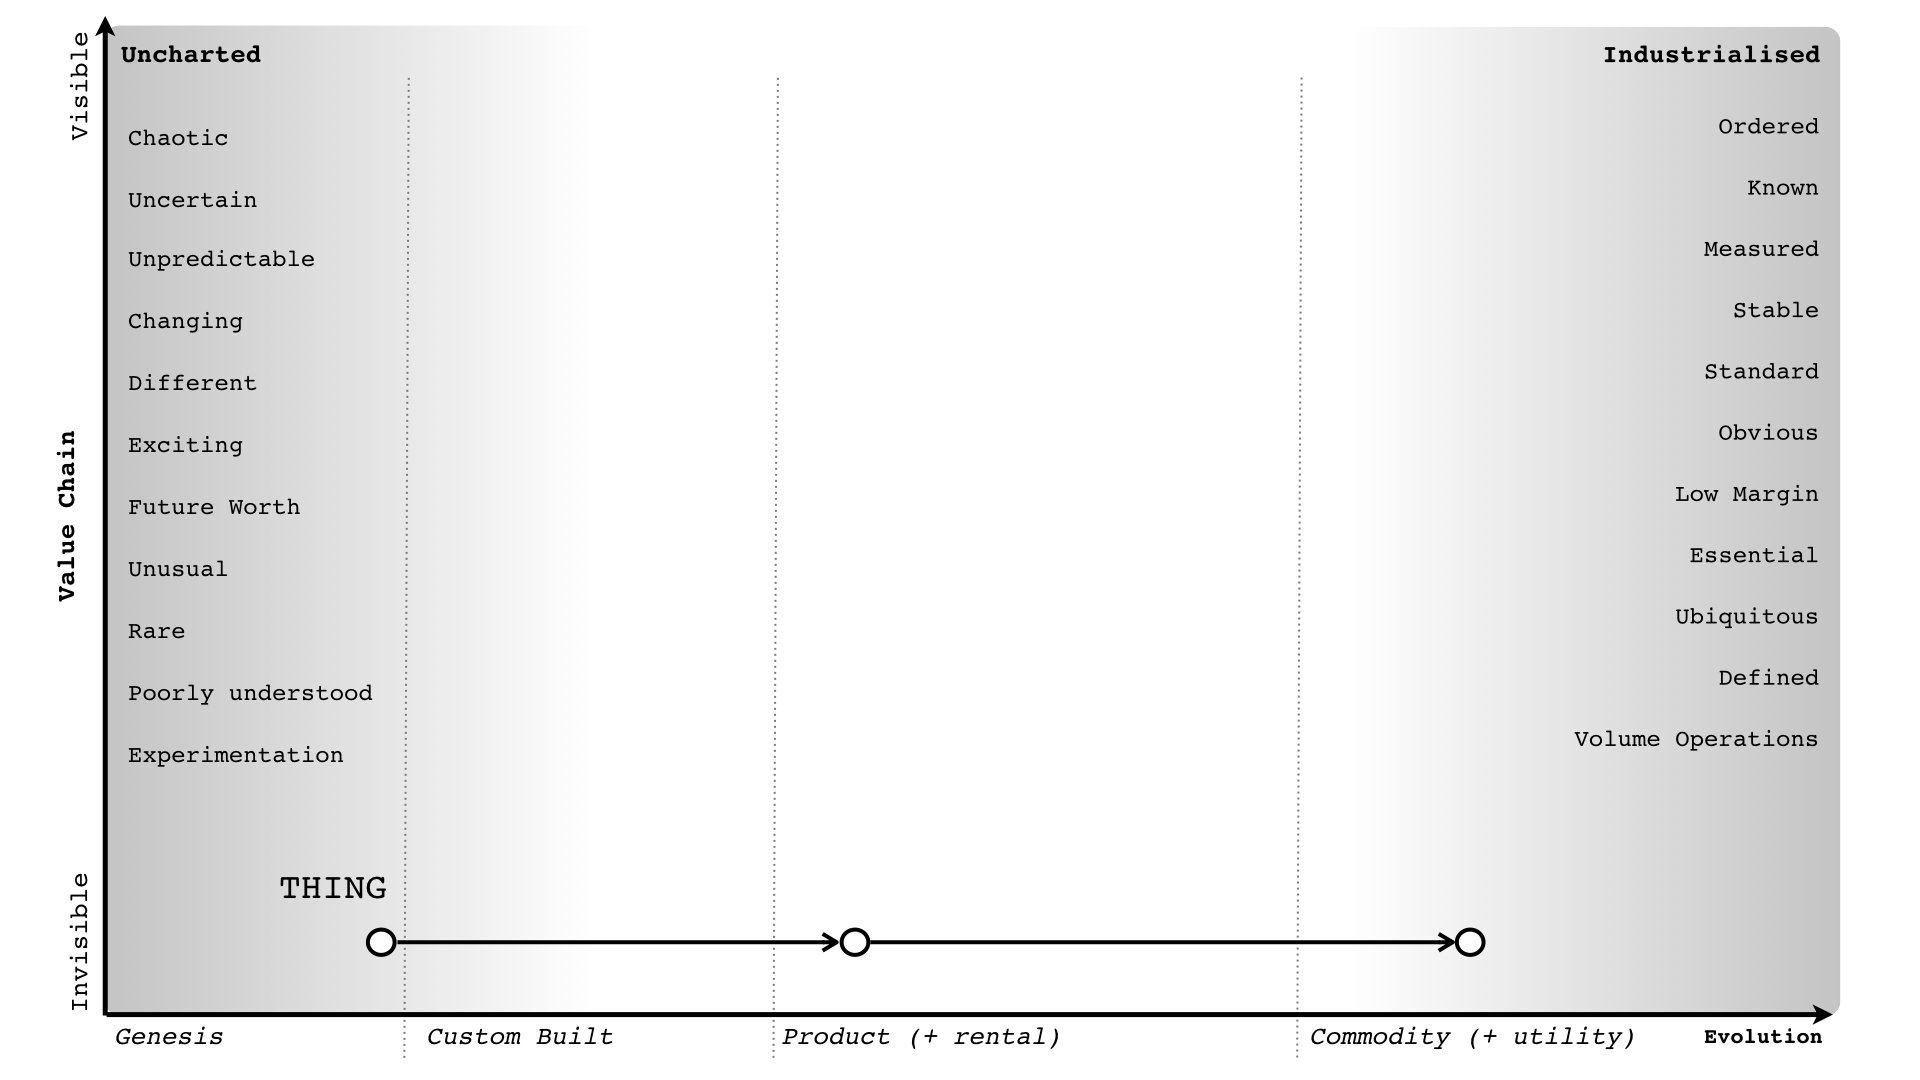 Visible
Uncharted
Industrialised
Chaotic
Uncertain
Unpredictable
Changing
Different
Exciting
Future Worth
Unusual
Rare
Poorly understood
Experimentation
Ordered
Known
Measured
Stable
Standard
Obvious
Low Margin
Essential
Ubiquitous
Defined
Volume Operations
Value Chain
THING
Invisible
Genesis
Custom Built
Product (+ rental)
Commodity (+ utility)
Evolution